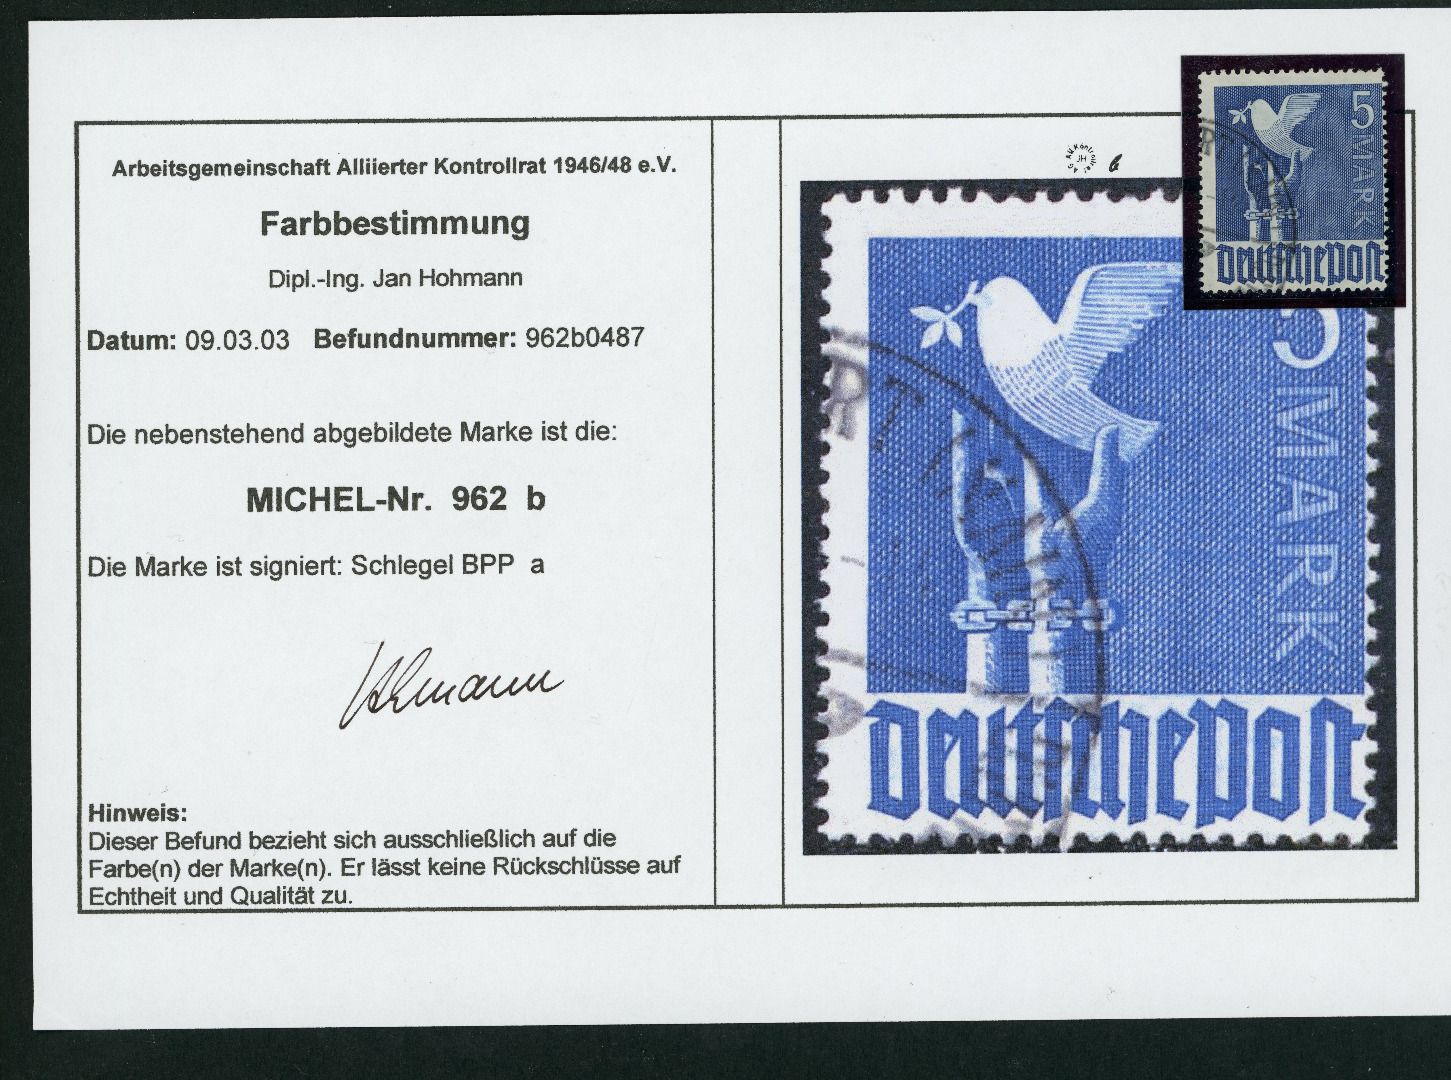 Arbeitsgemeinschaft Alliierter Kontrollrat 1946/48 e.V.
Farbbestimmung
Dipl.-Ing. Jan Hohmann
Datum: 09.03.03 Befundnummer: 962b0487
Die nebenstehend abgebildete Marke ist die:
MICHEL-Nr. 962 b
Die Marke ist signiert: Schlegel BPP a
Hohmann
Hinweis:
Dieser Befund bezieht sich ausschließlich auf die
Farbe(n) der Marke(n). Er lässt keine Rückschlüsse auf
Echtheit und Qualität zu.
JH b
5 MARK
deutsche post
5 MARK
deutsche post